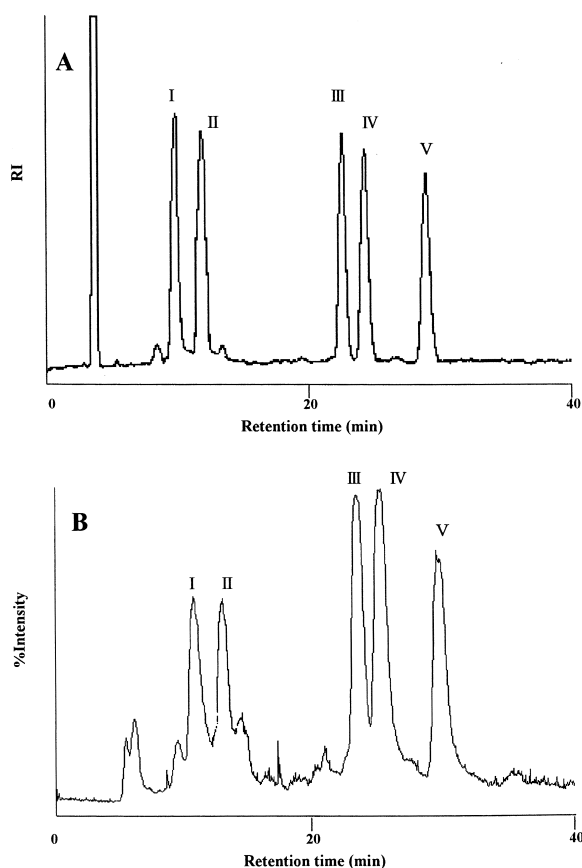 A
I
II
III
IV
V
RI
0
20
40
Retention time (min)
B
I
II
III
IV
V
%Intensity
0
20
40
Retention time (min)